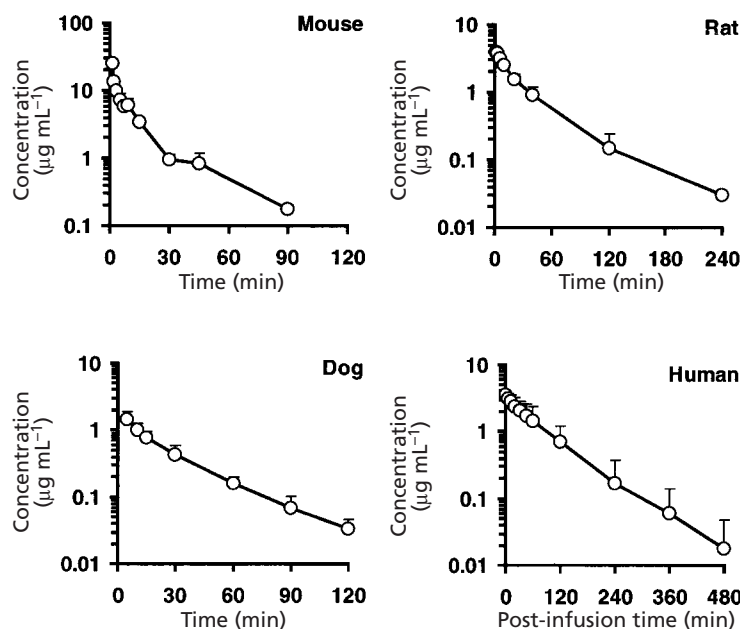 Mouse
Concentration
(µg mL⁻¹)
100
10
1
0.1
0 30 60 90 120
Time (min)
Rat
Concentration
(µg mL⁻¹)
10
1
0.1
0.01
0 60 120 180 240
Time (min)
Dog
Concentration
(µg mL⁻¹)
10
1
0.1
0.01
0 30 60 90 120
Time (min)
Human
Concentration
(µg mL⁻¹)
10
1
0.1
0.01
0 120 240 360 480
Post-infusion time (min)